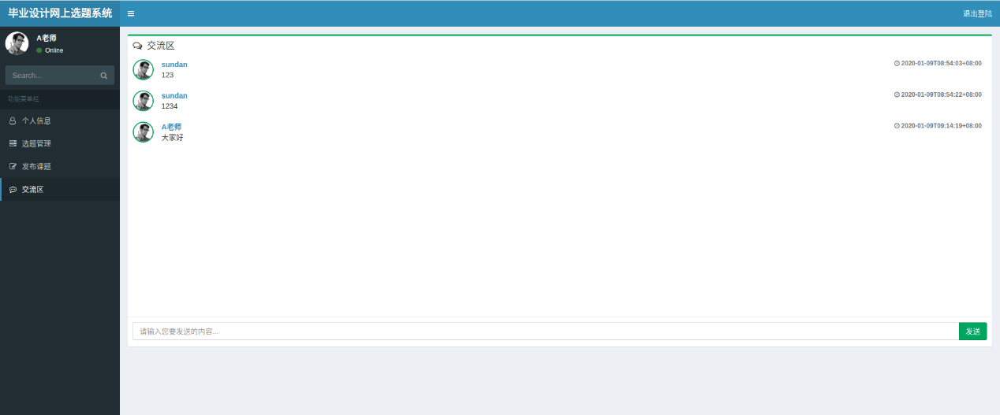 毕业设计网上选题系统
退出登陆
A老师
Online
Search...
功能菜单栏
个人信息
选题管理
发布课题
交流区
交流区
sundan
2020-01-09T08:54:03+08:00
123
sundan
2020-01-09T08:54:22+08:00
1234
A老师
2020-01-09T09:14:19+08:00
大家好
请输入您要发送的内容...
发送